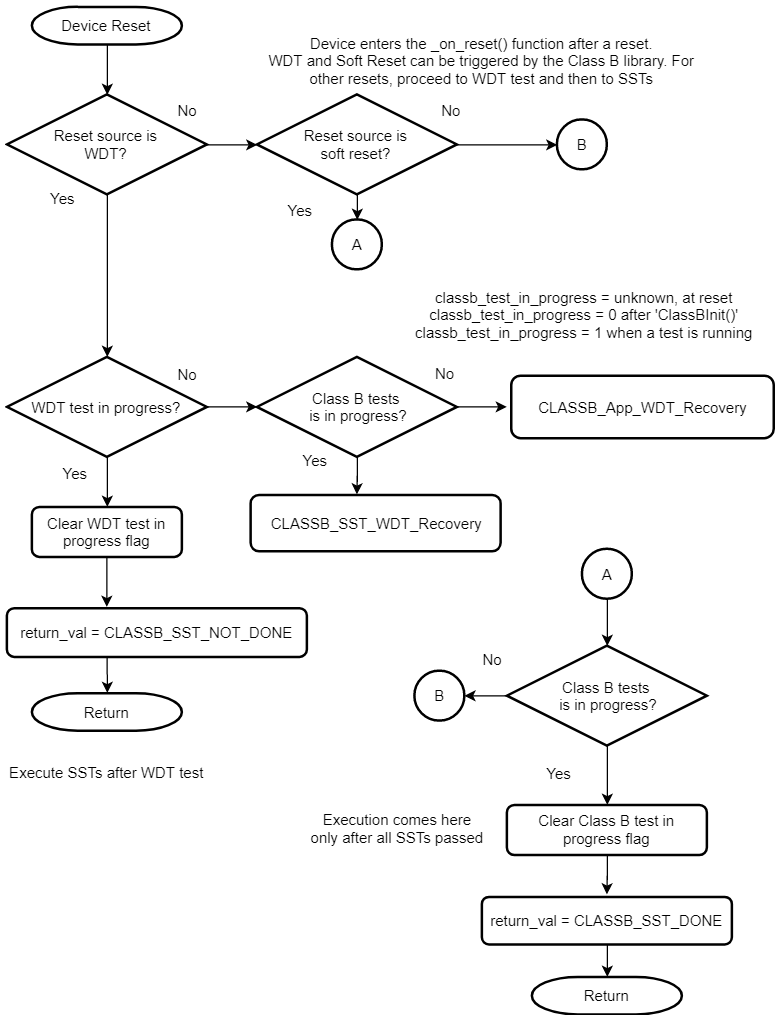 Device Reset
Device enters the _on_reset() function after a reset.
WDT and Soft Reset can be triggered by the Class B library. For
other resets, proceed to WDT test and then to SSTs
No
No
Reset source is
WDT?
Reset source is
soft reset?
B
Yes
Yes
A
classb_test_in_progress = unknown, at reset
classb_test_in_progress = 0 after 'ClassBInit()'
classb_test_in_progress = 1 when a test is running
No
No
WDT test in progress?
Class B tests
is in progress?
CLASSB_App_WDT_Recovery
Yes
Yes
Clear WDT test in
progress flag
CLASSB_SST_WDT_Recovery
A
return_val = CLASSB_SST_NOT_DONE
No
Class B tests
is in progress?
B
Return
Execute SSTs after WDT test
Yes
Execution comes here
only after all SSTs passed
Clear Class B test in
progress flag
return_val = CLASSB_SST_DONE
Return